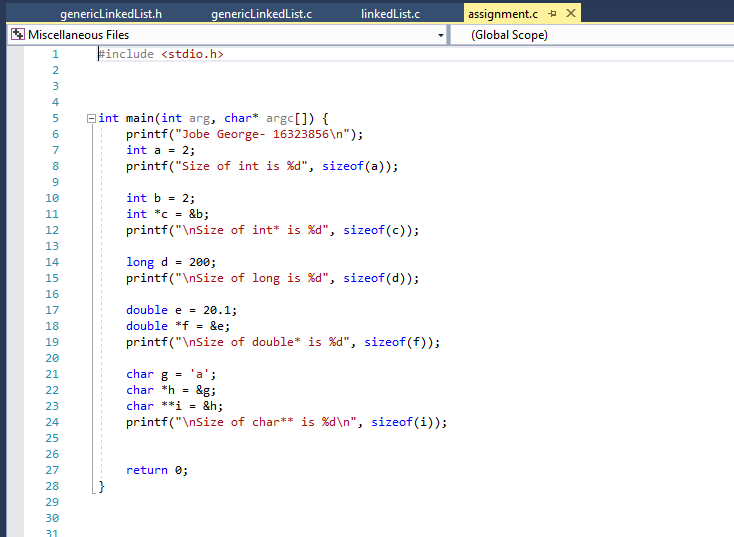 genericLinkedList.h genericLinkedList.c linkedList.c assignment.c
Miscellaneous Files (Global Scope)
1 #include <stdio.h>
2
3
4
5 int main(int arg, char* argc[]) {
6 printf("Jobe George- 16323856\n");
7 int a = 2;
8 printf("Size of int is %d", sizeof(a));
9
10 int b = 2;
11 int *c = &b;
12 printf("\nSize of int* is %d", sizeof(c));
13
14 long d = 200;
15 printf("\nSize of long is %d", sizeof(d));
16
17 double e = 20.1;
18 double *f = &e;
19 printf("\nSize of double* is %d", sizeof(f));
20
21 char g = 'a';
22 char *h = &g;
23 char **i = &h;
24 printf("\nSize of char** is %d\n", sizeof(i));
25
26
27 return 0;
28 }
29
30
31